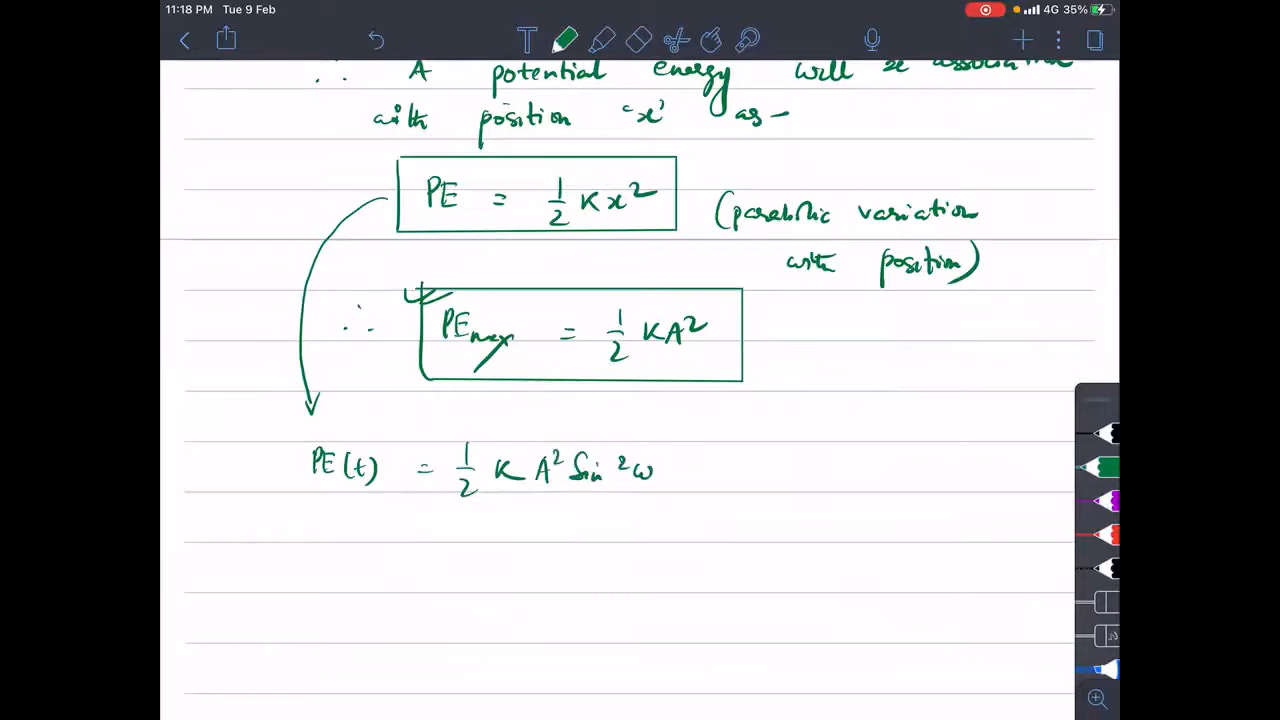 11:18 PM Tue 9 Feb 4G 35%
∴ A potential energy will associated
with position 'x' as –
PE = 1/2 Kx² (parabolic variation
with position)
∴ PEmax = 1/2 KA²
PE(t) = 1/2 K A² Sin²ω